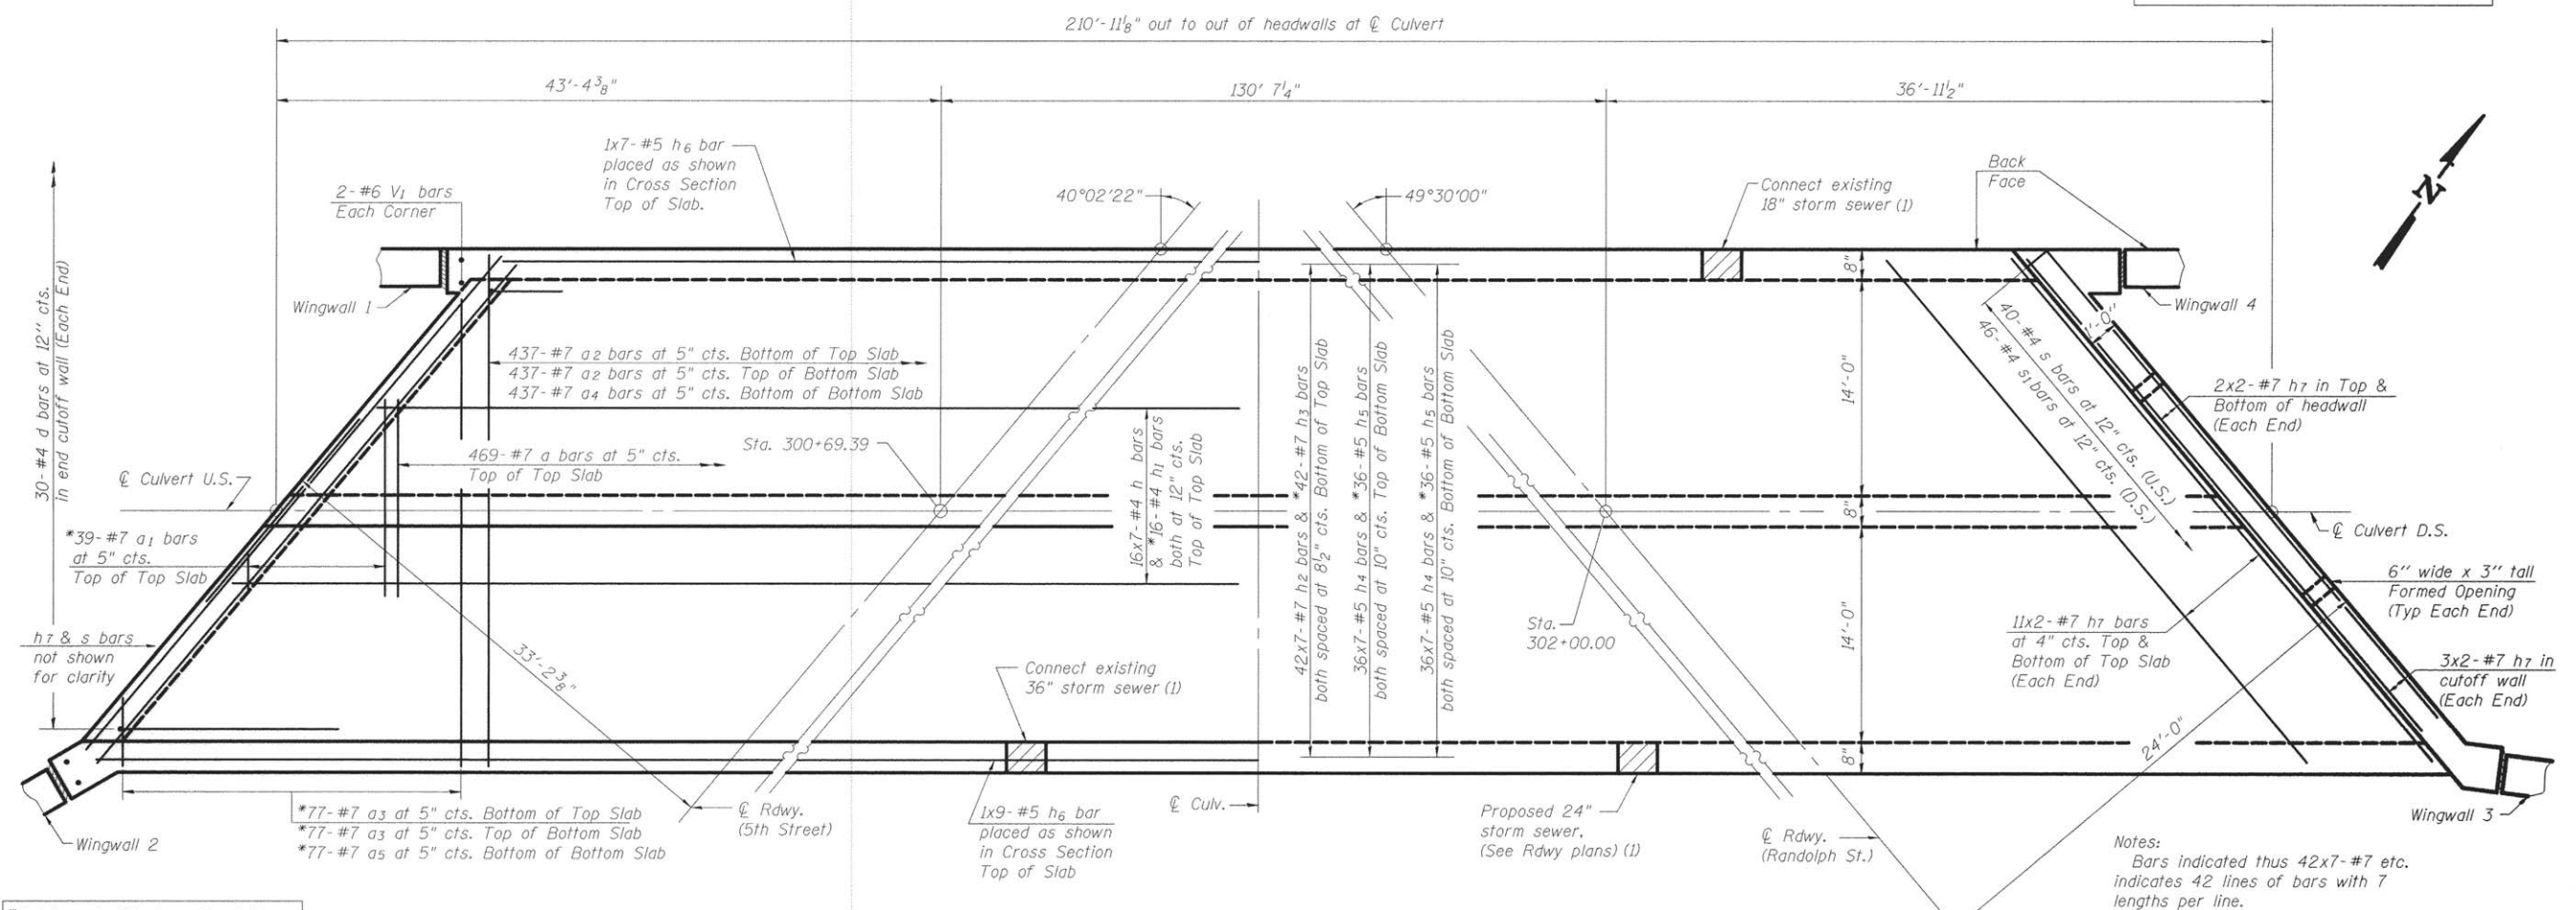 210'-11⅛" out to out of headwalls at ℄ Culvert
43'-4⅜"
130' 7¼"
36'-11½"
1x7-#5 h6 bar
placed as shown
in Cross Section
Top of Slab.
2-#6 V1 bars
Each Corner
40°02'22"
49°30'00"
Connect existing
18" storm sewer (1)
Back
Face
N
30-#4 d bars at 12" cts.
in end cutoff wall (Each End)
Wingwall 1
Wingwall 4
8"
1'-0"
437-#7 a2 bars at 5" cts. Bottom of Top Slab
437-#7 a2 bars at 5" cts. Top of Bottom Slab
437-#7 a4 bars at 5" cts. Bottom of Bottom Slab
40-#4 s bars at 12" cts. (U.S.)
46-#4 s1 bars at 12" cts. (D.S.)
14'-0"
2x2-#7 h7 in Top &
Bottom of headwall
(Each End)
Sta. 300+69.39
469-#7 a bars at 5" cts.
Top of Top Slab
16x7-#4 h bars
& *16-#4 h1 bars
both at 12" cts.
Top of Top Slab
42x7-#7 h2 bars & *42-#7 h3 bars
both spaced at 8½" cts. Bottom of Top Slab
36x7-#5 h4 bars & *36-#5 h5 bars
both spaced at 10" cts. Top of Bottom Slab
36x7-#5 h4 bars & *36-#5 h5 bars
both spaced at 10" cts. Bottom of Bottom Slab
℄ Culvert U.S.
8"
℄ Culvert D.S.
*39-#7 a1 bars
at 5" cts.
Top of Top Slab
6" wide x 3" tall
Formed Opening
(Typ Each End)
h7 & s bars
not shown
for clarity
33'-2⅜"
Sta.
302+00.00
14'-0"
11x2-#7 h7 bars
at 4" cts. Top &
Bottom of Top Slab
(Each End)
Connect existing
36" storm sewer (1)
3x2-#7 h7 in
cutoff wall
(Each End)
24'-0"
8"
*77-#7 a3 at 5" cts. Bottom of Top Slab
*77-#7 a3 at 5" cts. Top of Bottom Slab
*77-#7 a5 at 5" cts. Bottom of Bottom Slab
℄ Rdwy.
(5th Street)
1x9-#5 h6 bar
placed as shown
in Cross Section
Top of Slab
℄ Culv.
Proposed 24"
storm sewer.
(See Rdwy plans) (1)
℄ Rdwy.
(Randolph St.)
Wingwall 2
Wingwall 3
Notes:
Bars indicated thus 42x7-#7 etc.
indicates 42 lines of bars with 7
lengths per line.